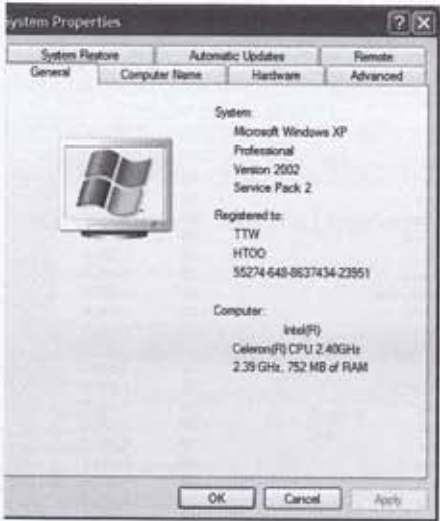 ystem Properties
System Restore Automatic Updates Remote
General Computer Name Hardware Advanced
System:
Microsoft Windows XP
Professional
Version 2002
Service Pack 2
Registered to:
TTW
HTOO
55274-648-8637434-23951
Computer:
Intel(R)
Celeron(R) CPU 2.40GHz
2.39 GHz, 752 MB of RAM
OK Cancel Apply